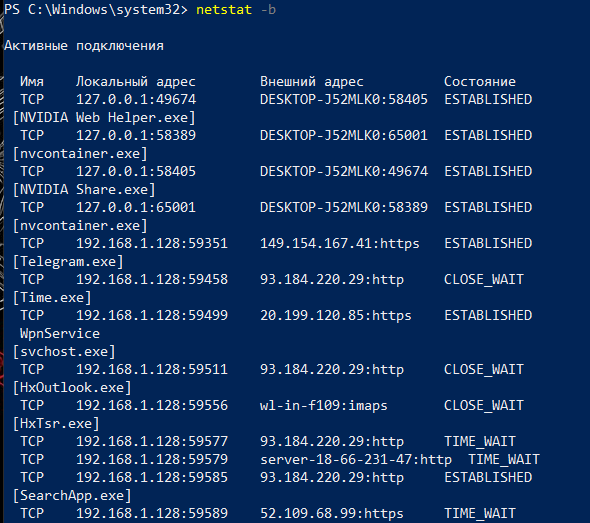 PS C:\Windows\system32> netstat -b
Активные подключения
Имя Локальный адрес Внешний адрес Состояние
TCP 127.0.0.1:49674 DESKTOP-J52MLK0:58405 ESTABLISHED
[NVIDIA Web Helper.exe]
TCP 127.0.0.1:58389 DESKTOP-J52MLK0:65001 ESTABLISHED
[nvcontainer.exe]
TCP 127.0.0.1:58405 DESKTOP-J52MLK0:49674 ESTABLISHED
[NVIDIA Share.exe]
TCP 127.0.0.1:65001 DESKTOP-J52MLK0:58389 ESTABLISHED
[nvcontainer.exe]
TCP 192.168.1.128:59351 149.154.167.41:https ESTABLISHED
[Telegram.exe]
TCP 192.168.1.128:59458 93.184.220.29:http CLOSE_WAIT
[Time.exe]
TCP 192.168.1.128:59499 20.199.120.85:https ESTABLISHED
WpnService
[svchost.exe]
TCP 192.168.1.128:59511 93.184.220.29:http CLOSE_WAIT
[HxOutlook.exe]
TCP 192.168.1.128:59556 wl-in-f109:imaps CLOSE_WAIT
[HxTsr.exe]
TCP 192.168.1.128:59577 93.184.220.29:http TIME_WAIT
TCP 192.168.1.128:59579 server-18-66-231-47:http TIME_WAIT
TCP 192.168.1.128:59585 93.184.220.29:http ESTABLISHED
[SearchApp.exe]
TCP 192.168.1.128:59589 52.109.68.99:https TIME_WAIT